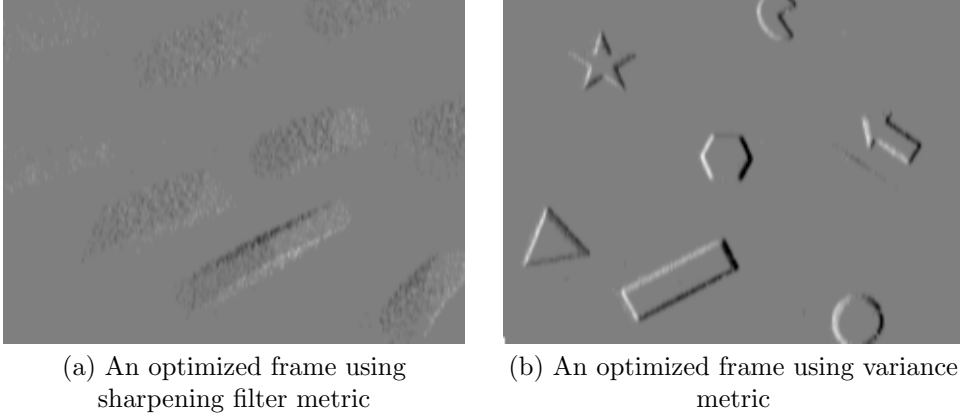 (a) An optimized frame using
sharpening filter metric
(b) An optimized frame using variance
metric